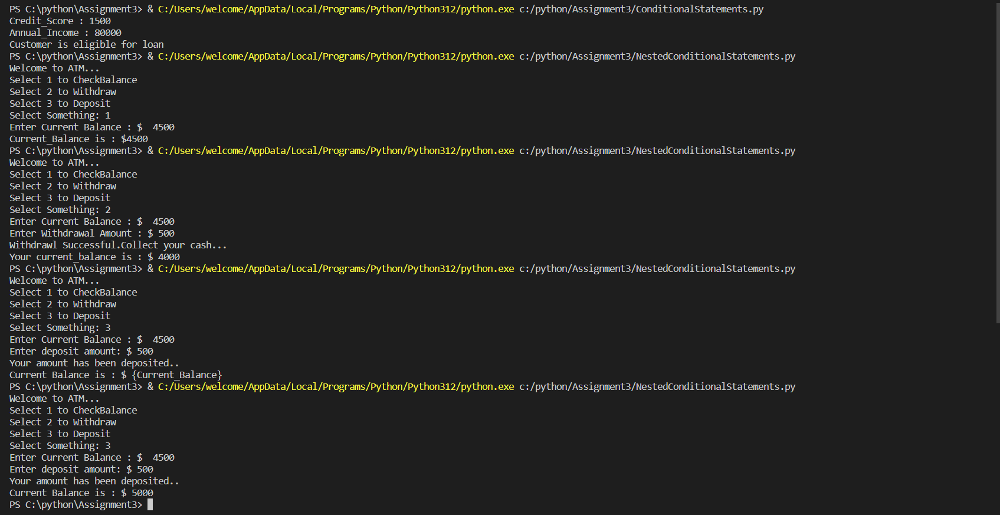 PS C:\python\Assignment3> & C:/Users/welcome/AppData/Local/Programs/Python/Python312/python.exe c:/python/Assignment3/ConditionalStatements.py
Credit_Score : 1500
Annual_Income : 80000
Customer is eligible for loan
PS C:\python\Assignment3> & C:/Users/welcome/AppData/Local/Programs/Python/Python312/python.exe c:/python/Assignment3/NestedConditionalStatements.py
Welcome to ATM...
Select 1 to CheckBalance
Select 2 to Withdraw
Select 3 to Deposit
Select Something: 1
Enter Current Balance : $  4500
Current_Balance is : $4500
PS C:\python\Assignment3> & C:/Users/welcome/AppData/Local/Programs/Python/Python312/python.exe c:/python/Assignment3/NestedConditionalStatements.py
Welcome to ATM...
Select 1 to CheckBalance
Select 2 to Withdraw
Select 3 to Deposit
Select Something: 2
Enter Current Balance : $  4500
Enter Withdrawal Amount : $ 500
Withdrawl Successful.Collect your cash...
Your current_balance is : $ 4000
PS C:\python\Assignment3> & C:/Users/welcome/AppData/Local/Programs/Python/Python312/python.exe c:/python/Assignment3/NestedConditionalStatements.py
Welcome to ATM...
Select 1 to CheckBalance
Select 2 to Withdraw
Select 3 to Deposit
Select Something: 3
Enter Current Balance : $  4500
Enter deposit amount: $ 500
Your amount has been deposited..
Current Balance is : $ {Current_Balance}
PS C:\python\Assignment3> & C:/Users/welcome/AppData/Local/Programs/Python/Python312/python.exe c:/python/Assignment3/NestedConditionalStatements.py
Welcome to ATM...
Select 1 to CheckBalance
Select 2 to Withdraw
Select 3 to Deposit
Select Something: 3
Enter Current Balance : $  4500
Enter deposit amount: $ 500
Your amount has been deposited..
Current Balance is : $ 5000
PS C:\python\Assignment3>